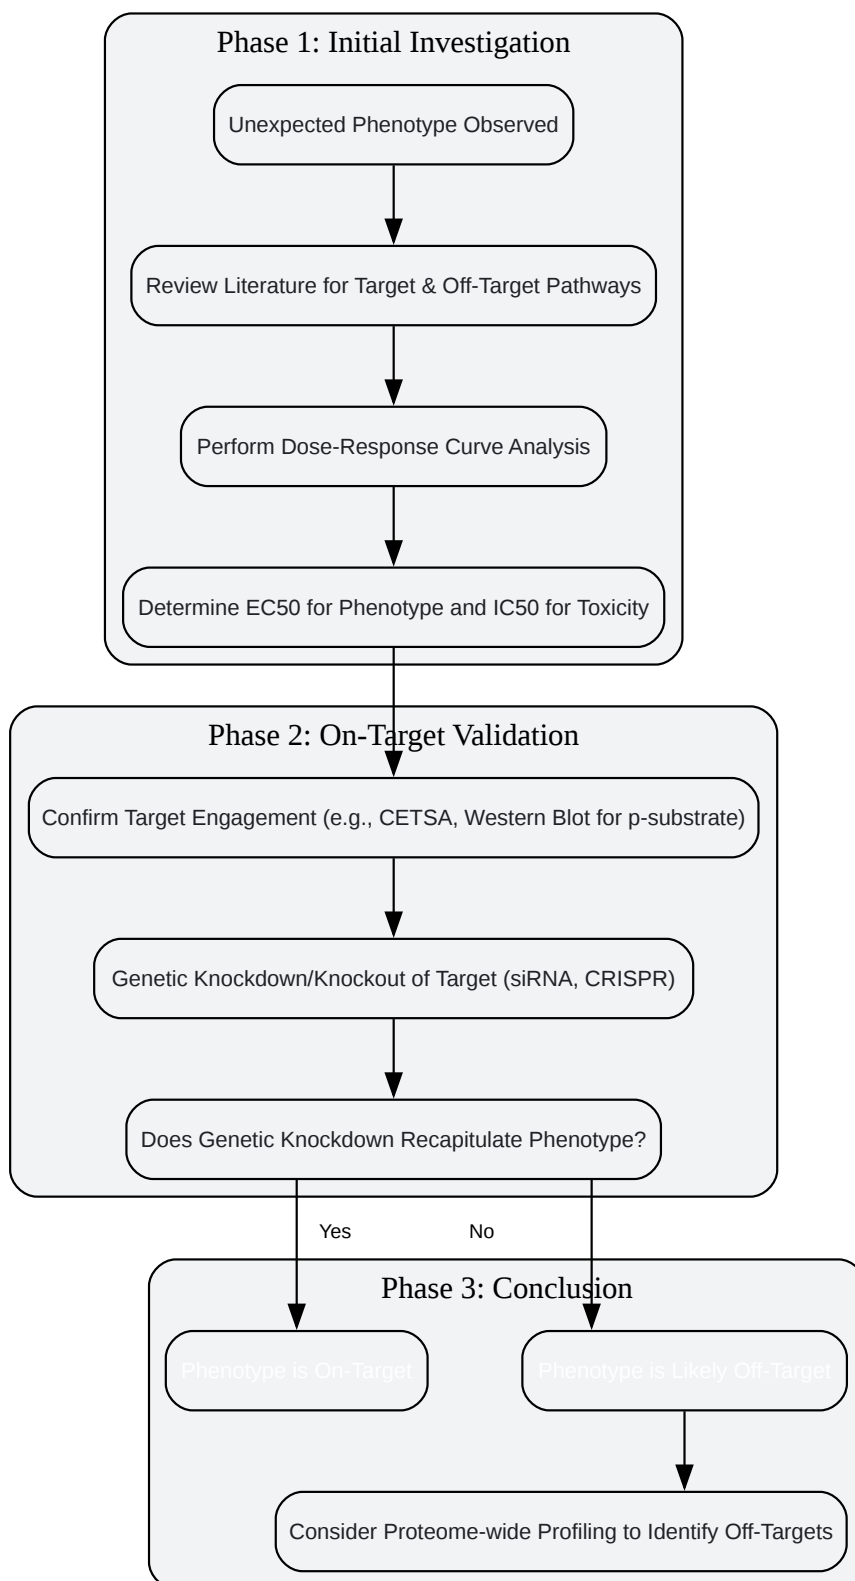 Phase 1: Initial Investigation
Unexpected Phenotype Observed
Review Literature for Target & Off-Target Pathways
Perform Dose-Response Curve Analysis
Determine EC50 for Phenotype and IC50 for Toxicity
Phase 2: On-Target Validation
Confirm Target Engagement (e.g., CETSA, Western Blot for p-substrate)
Genetic Knockdown/Knockout of Target (siRNA, CRISPR)
Does Genetic Knockdown Recapitulate Phenotype?
Yes
No
Phase 3: Conclusion
Phenotype is On-Target
Phenotype is Likely Off-Target
Consider Proteome-wide Profiling to Identify Off-Targets